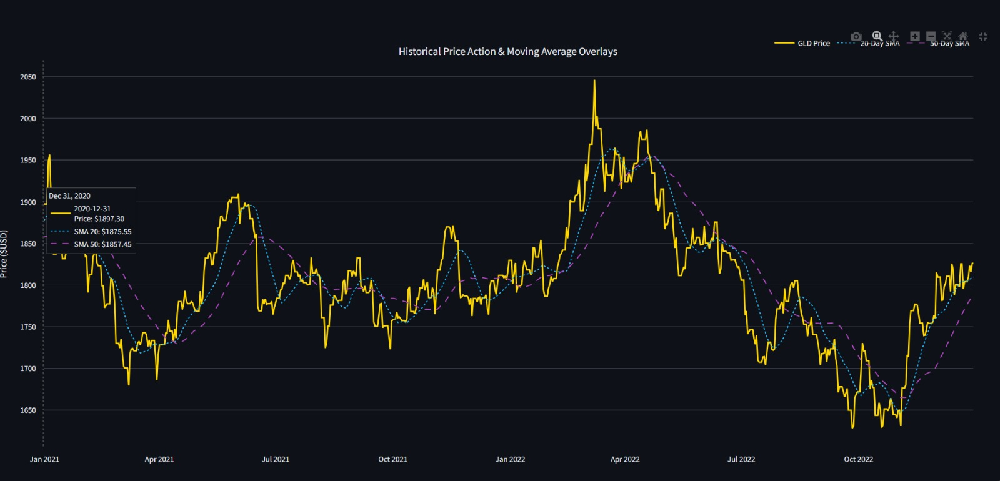 GLD Price
20-Day SMA
50-Day SMA
Historical Price Action & Moving Average Overlays
2050
2000
1950
1900
1850
1800
1750
1700
1650
Price ($USD)
Dec 31, 2020
2020-12-31
Price: $1897.30
SMA 20: $1875.55
SMA 50: $1857.45
Jan 2021
Apr 2021
Jul 2021
Oct 2021
Jan 2022
Apr 2022
Jul 2022
Oct 2022